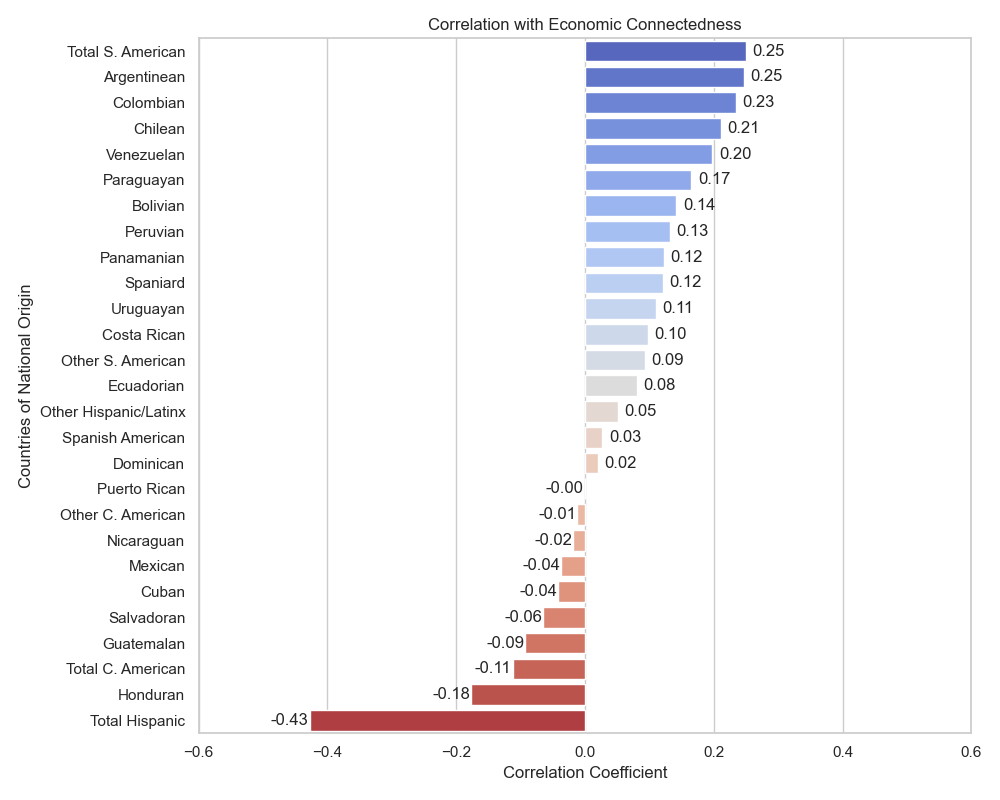 Correlation with Economic Connectedness
Total S. American 0.25
Argentinean 0.25
Colombian 0.23
Chilean 0.21
Venezuelan 0.20
Paraguayan 0.17
Bolivian 0.14
Peruvian 0.13
Panamanian 0.12
Spaniard 0.12
Uruguayan 0.11
Costa Rican 0.10
Other S. American 0.09
Ecuadorian 0.08
Other Hispanic/Latinx 0.05
Spanish American 0.03
Dominican 0.02
Puerto Rican -0.00
Other C. American -0.01
Nicaraguan -0.02
Mexican -0.04
Cuban -0.04
Salvadoran -0.06
Guatemalan -0.09
Total C. American -0.11
Honduran -0.18
Total Hispanic -0.43
Countries of National Origin
−0.6 −0.4 −0.2 0.0 0.2 0.4 0.6
Correlation Coefficient